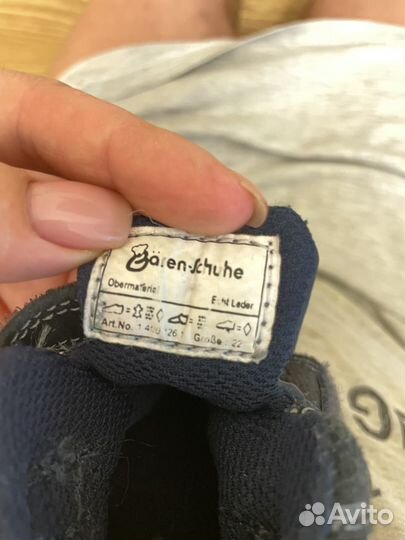 Bären-Schuhe
Obermaterial Echt Leder
Art.No. Größe: 22
Avito